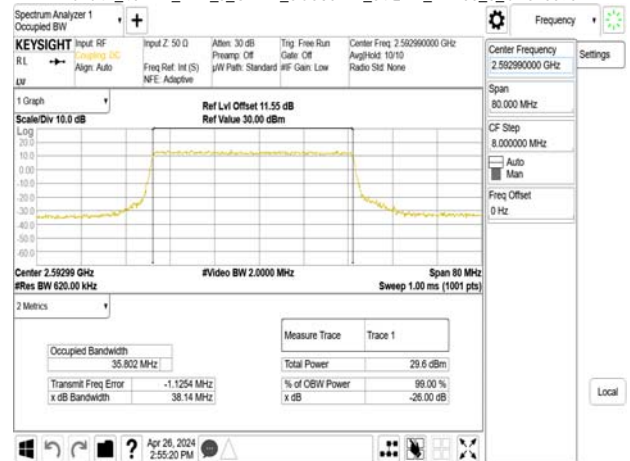 Spectrum Analyzer 1
Occupied BW
Frequency
KEYSIGHT
RL
LV
Input: RF
Coupling: DC
Align: Auto
Input Z: 50 Ω
Freq Ref: Int (S)
NFE: Adaptive
Atten: 30 dB
Preamp: Off
µW Path: Standard
Trig: Free Run
Gate: Off
#IF Gain: Low
Center Freq: 2.592990000 GHz
Avg|Hold: 10/10
Radio Std: None
Center Frequency
2.592990000 GHz
Settings
Span
80.000 MHz
CF Step
8.000000 MHz
Auto
Man
Freq Offset
0 Hz
Local
1 Graph
Scale/Div 10.0 dB
Ref Lvl Offset 11.55 dB
Ref Value 30.00 dBm
Log
20.0
10.0
0.00
-10.0
-20.0
-30.0
-40.0
-50.0
-60.0
Center 2.59299 GHz
#Video BW 2.0000 MHz
Span 80 MHz
#Res BW 620.00 kHz
Sweep 1.00 ms (1001 pts)
2 Metrics
Measure Trace
Trace 1
Occupied Bandwidth
35.802 MHz
Total Power
29.6 dBm
Transmit Freq Error
-1.1254 MHz
% of OBW Power
99.00 %
x dB Bandwidth
38.14 MHz
x dB
-26.00 dB
Apr 26, 2024
2:55:20 PM